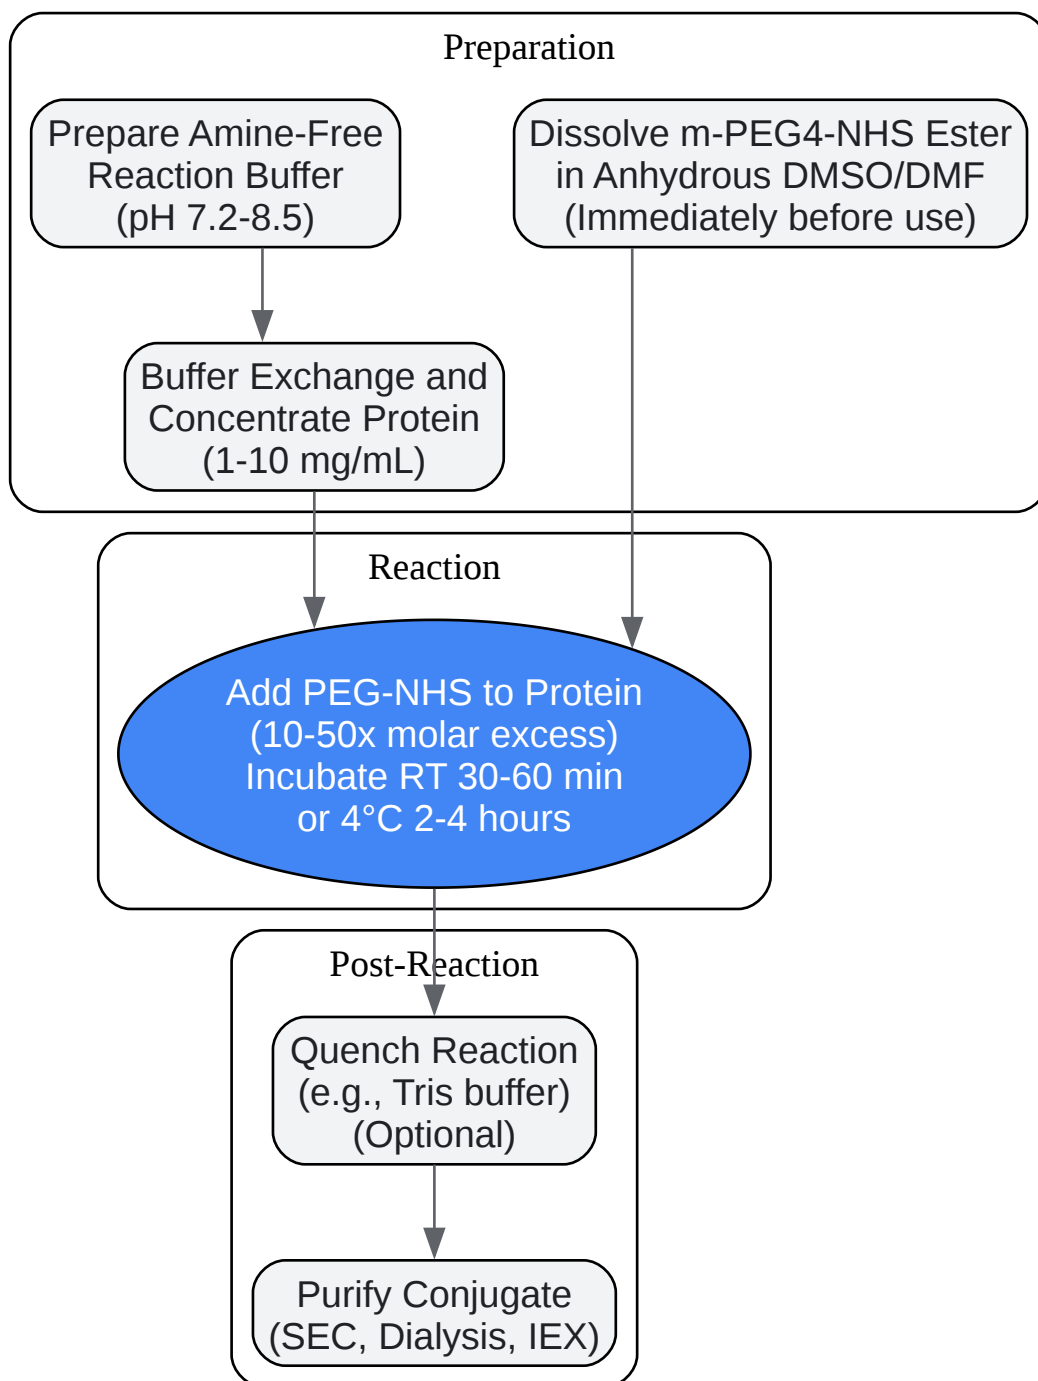 Preparation
Prepare Amine-Free
Reaction Buffer
(pH 7.2-8.5)
Dissolve m-PEG4-NHS Ester
in Anhydrous DMSO/DMF
(Immediately before use)
Buffer Exchange and
Concentrate Protein
(1-10 mg/mL)
Reaction
Add PEG-NHS to Protein
(10-50x molar excess)
Incubate RT 30-60 min
or 4°C 2-4 hours
Post-Reaction
Quench Reaction
(e.g., Tris buffer)
(Optional)
Purify Conjugate
(SEC, Dialysis, IEX)